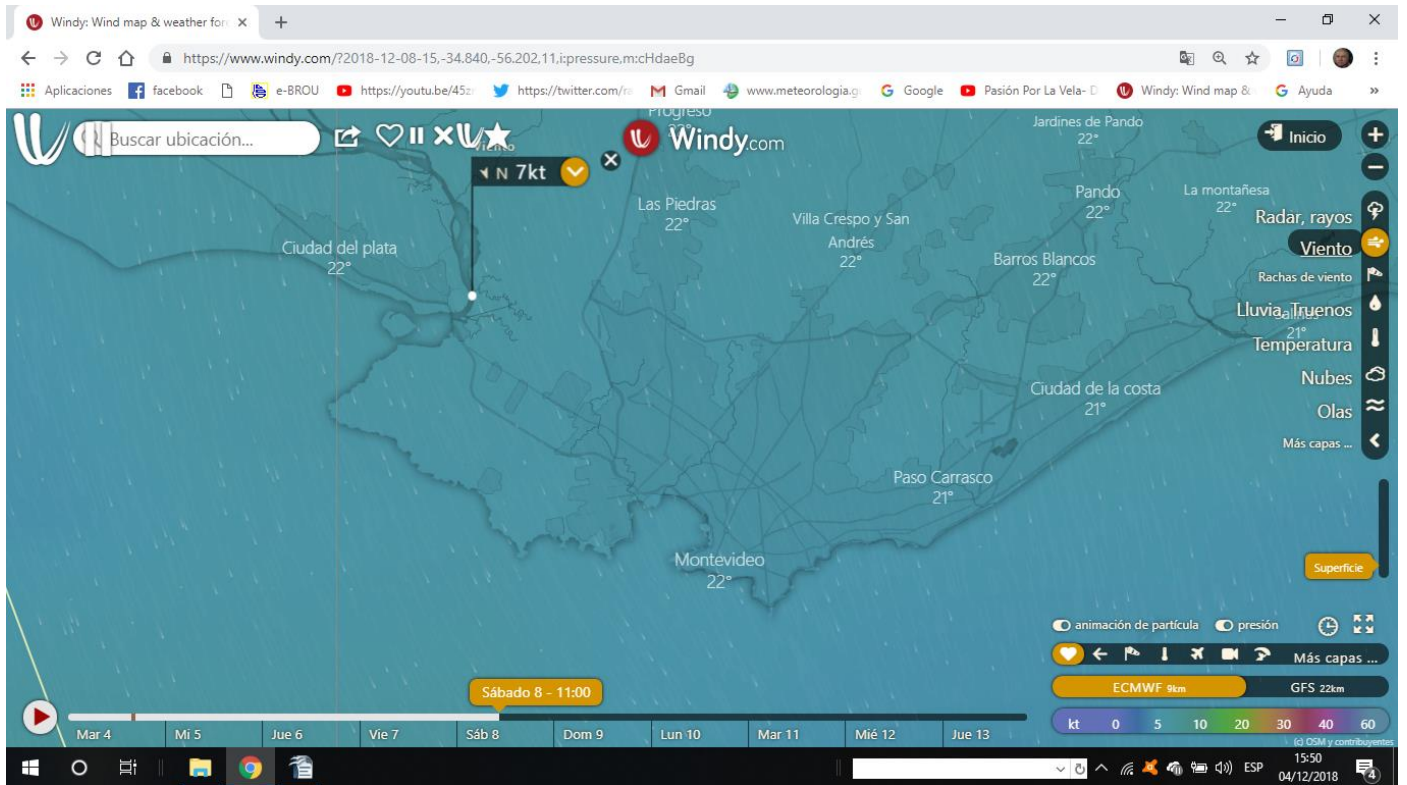 Windy: Wind map & weather for
https://www.windy.com/?2018-12-08-15,-34.840,-56.202,11,i:pressure,m:cHdaeBg
Aplicaciones facebook e-BROU https://youtu.be/45z https://twitter.com/ra Gmail www.meteorologia.g Google Pasión Por La Vela- D Windy: Wind map & Ayuda »
Buscar ubicación...
Viento
Windy.com
Inicio
N 7kt
Progreso
22°
Jardines de Pando
22°
Las Piedras
22°
Villa Crespo y San
Andrés
22°
Pando
22°
La montañesa
22°
Ciudad del plata
22°
Barros Blancos
22°
Radar, rayos
Viento
Rachas de viento
Lluvia, Truenos
21°
Temperatura
Nubes
Olas
Más capas ...
Ciudad de la costa
21°
Paso Carrasco
21°
Montevideo
22°
Superficie
animación de partícula presión
Más capas ...
ECMWF 9km GFS 22km
kt 0 5 10 20 30 40 60
(c) OSM y contribuyentes
Sábado 8 - 11:00
Mar 4 Mi 5 Jue 6 Vie 7 Sáb 8 Dom 9 Lun 10 Mar 11 Mié 12 Jue 13
ESP
15:50
04/12/2018
4